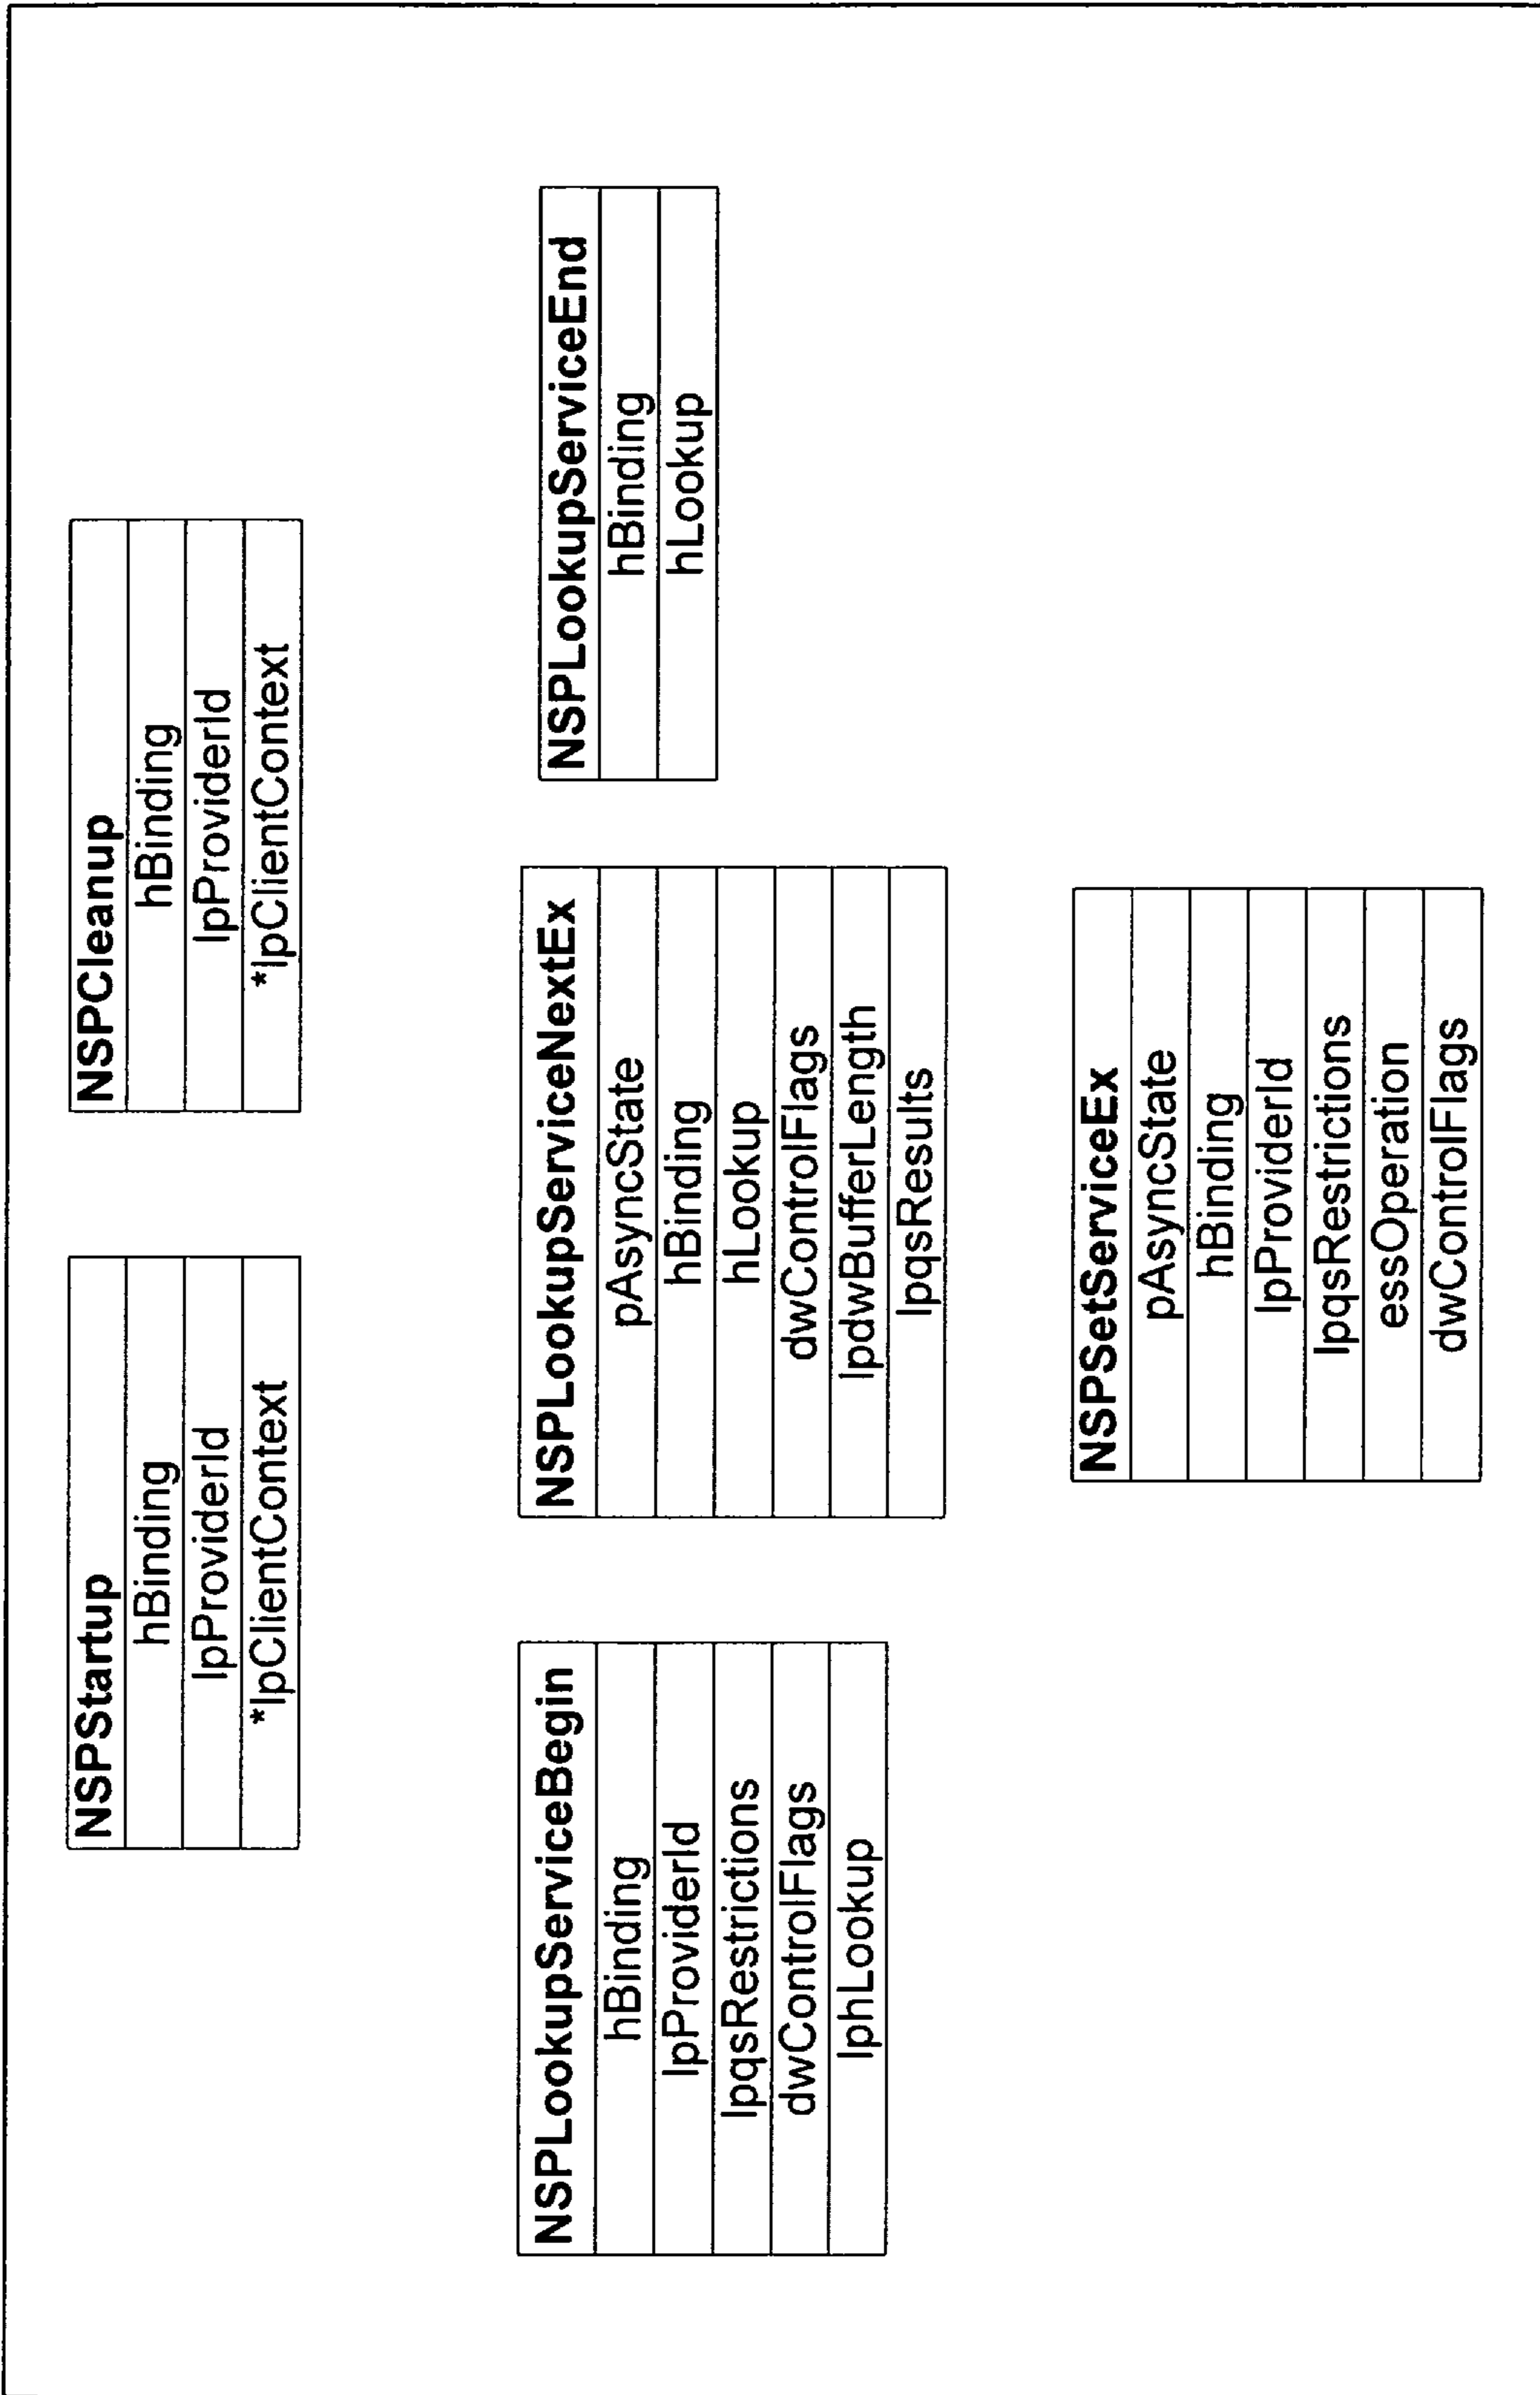 NSPStartup
hBinding
lpProviderId
*lpClientContext
NSPCleanup
hBinding
lpProviderId
*lpClientContext
NSPLookupServiceBegin
hBinding
lpProviderId
lpqsRestrictions
dwControlFlags
lphLookup
NSPLookupServiceNextEx
pAsyncState
hBinding
hLookup
dwControlFlags
lpdwBufferLength
lpqsResults
NSPLookupServiceEnd
hBinding
hLookup
NSPSetServiceEx
pAsyncState
hBinding
lpProviderId
lpqsRestrictions
essOperation
dwControlFlags